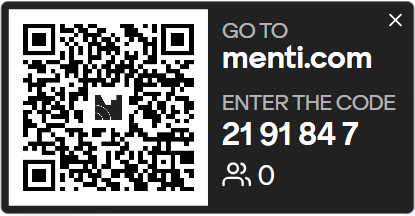 GO TO
menti.com
ENTER THE CODE
21 91 84 7
0